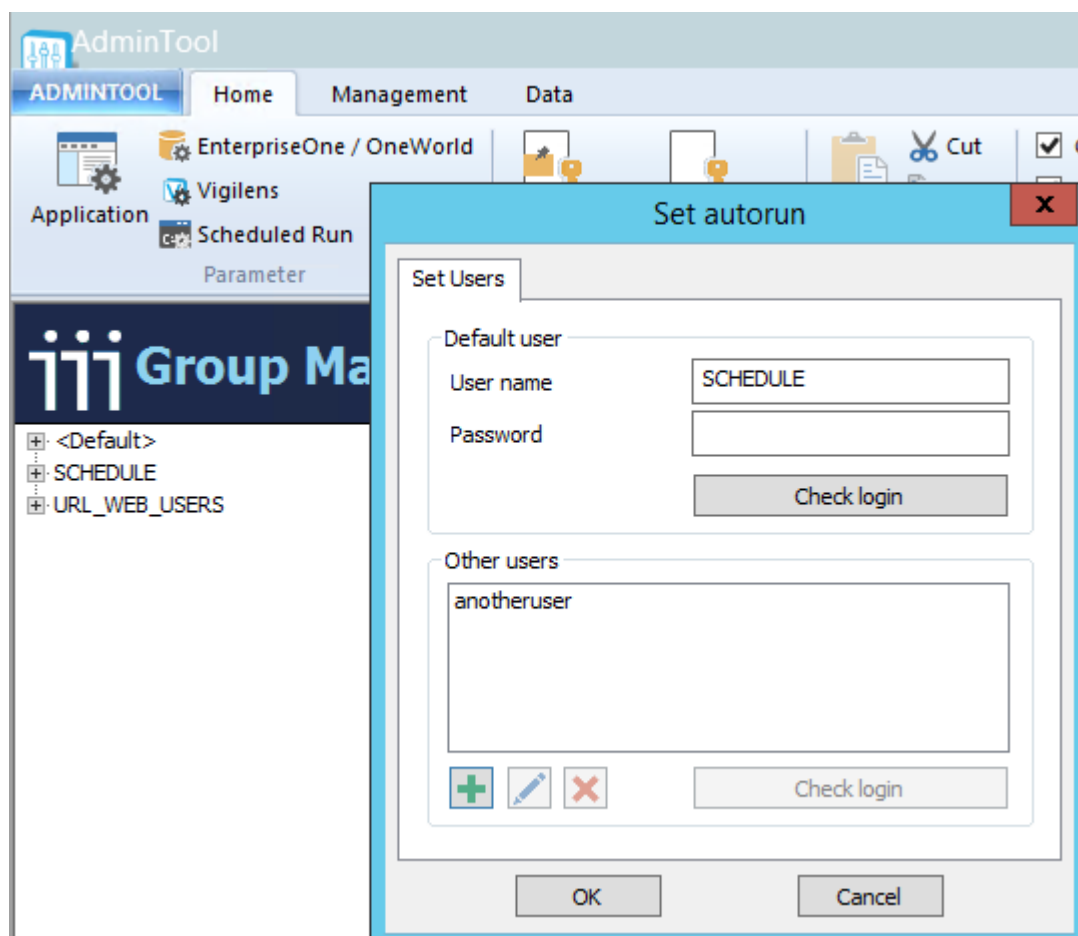 AdminTool
ADMINTOOL Home Management Data
EnterpriseOne / OneWorld
Vigilens
Scheduled Run
Application
Parameter
Cut
Set autorun
x
Set Users
Default user
User name SCHEDULE
Password
Check login
Other users
anotheruser
Check login
OK Cancel
Group Ma
<Default>
SCHEDULE
URL_WEB_USERS